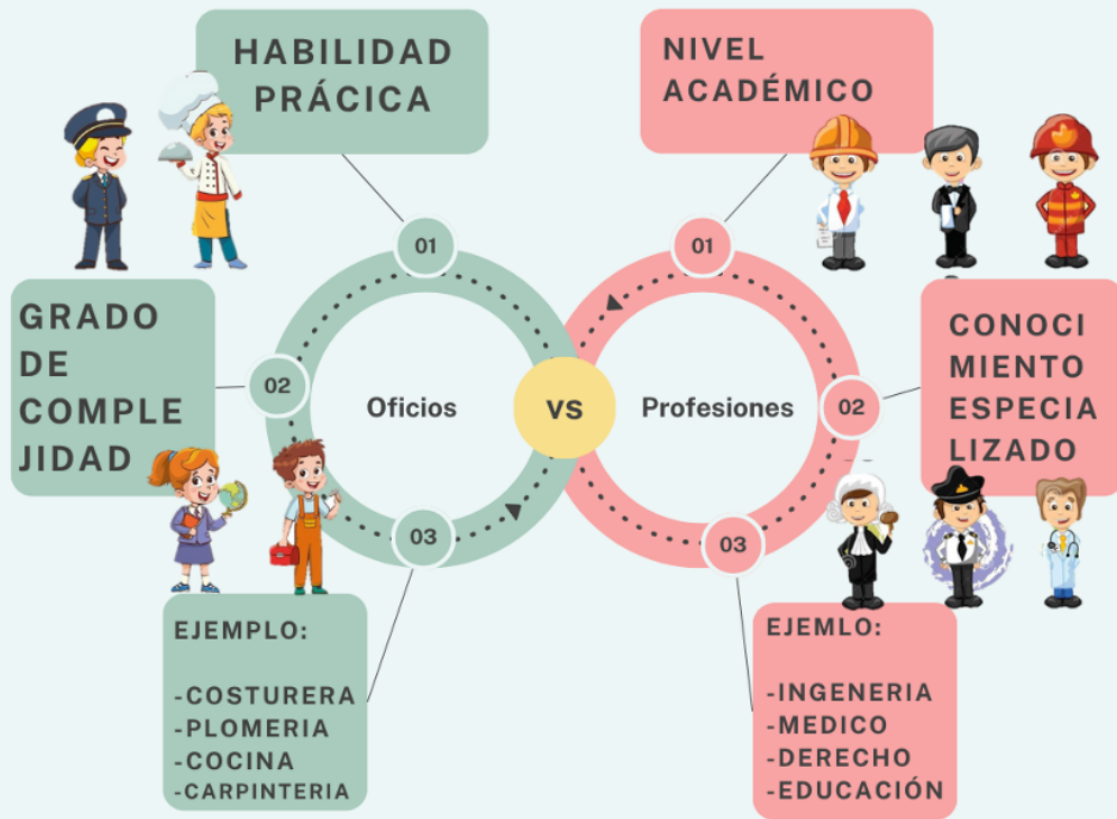 HABILIDAD
PRÁCICA
01
GRADO
DE
COMPLE
JIDAD
02
Oficios
03
EJEMPLO:
-COSTURERA
-PLOMERIA
-COCINA
-CARPINTERIA
vs
NIVEL
ACADÉMICO
01
CONOCI
MIENTO
ESPECIA
LIZADO
02
Profesiones
03
EJEMLO:
-INGENERIA
-MEDICO
-DERECHO
-EDUCACIÓN